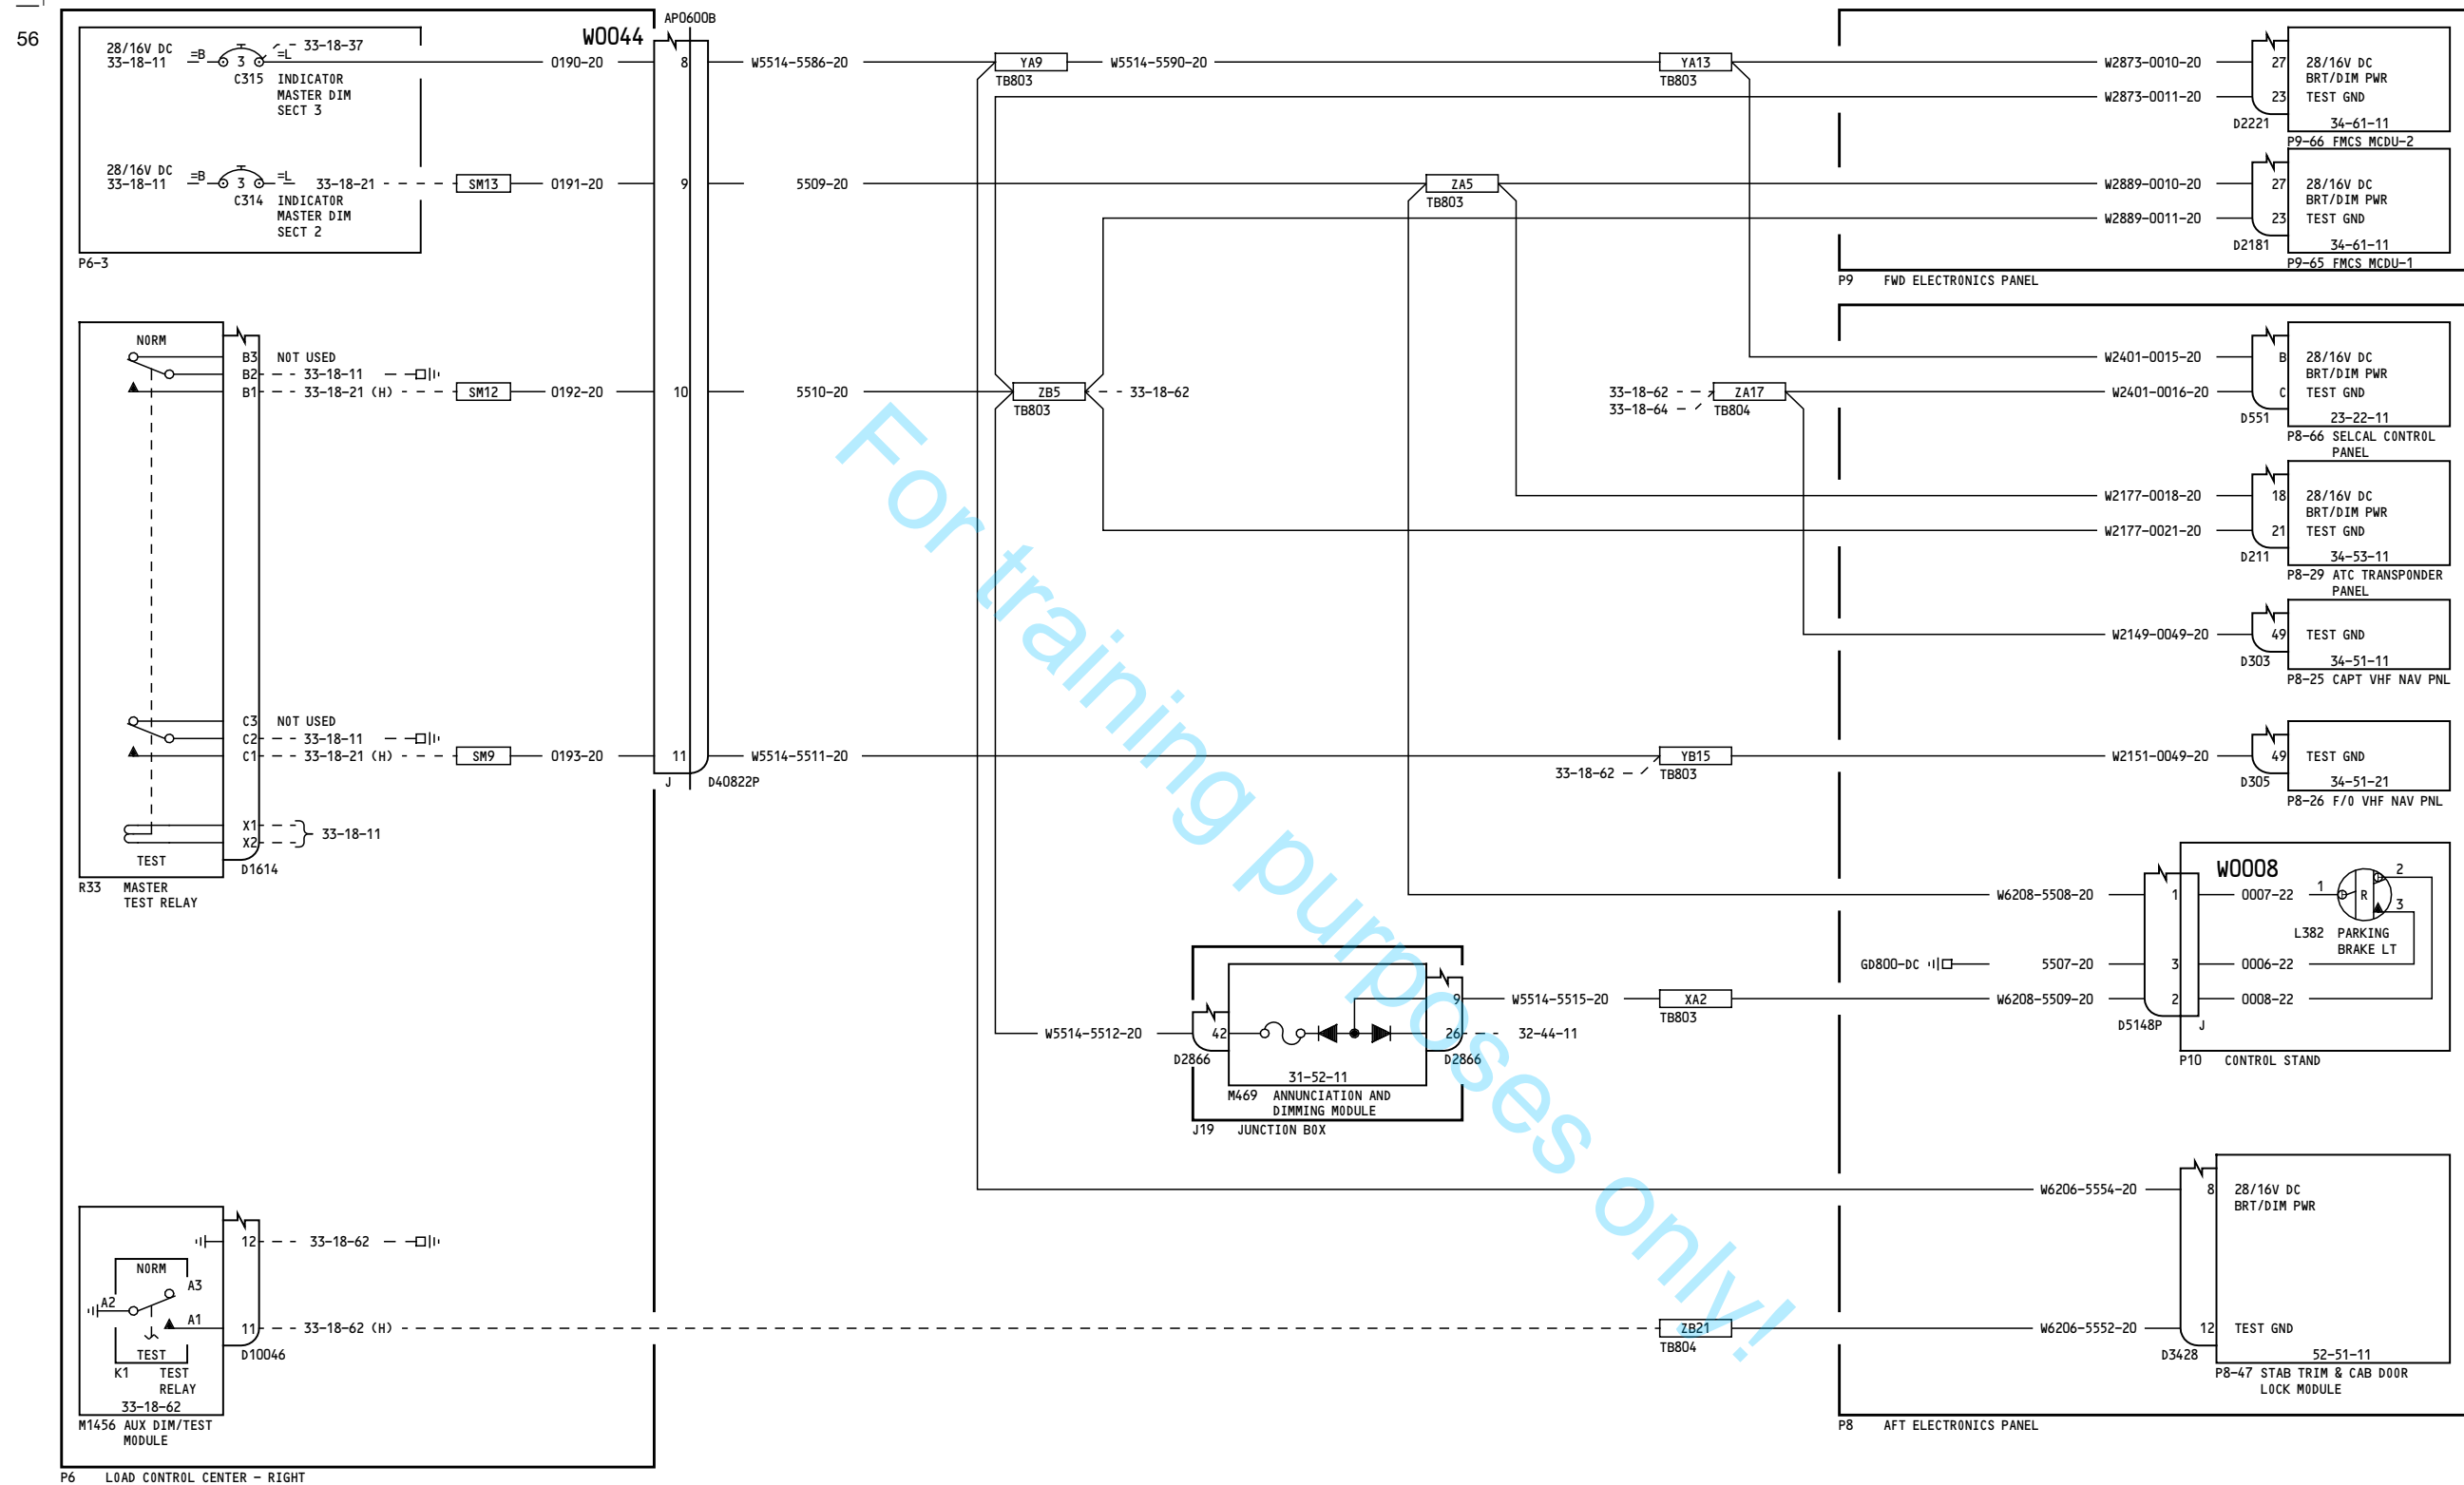 56
AP0600B
W0044
28/16V DC
33-18-11
=B
3
=L
33-18-37
C315 INDICATOR
MASTER DIM
SECT 3
0190-20
8
W5514-5586-20
YA9
TB803
W5514-5590-20
YA13
TB803
W2873-0010-20
27
28/16V DC
BRT/DIM PWR
W2873-0011-20
23
TEST GND
D2221
34-61-11
P9-66 FMCS MCDU-2
28/16V DC
33-18-11
=B
3
=L
33-18-21
C314 INDICATOR
MASTER DIM
SECT 2
SM13
0191-20
9
5509-20
ZA5
TB803
W2889-0010-20
27
28/16V DC
BRT/DIM PWR
W2889-0011-20
23
TEST GND
D2181
34-61-11
P9-65 FMCS MCDU-1
P6-3
P9 FWD ELECTRONICS PANEL
NORM
B3 NOT USED
B2 33-18-11
B1 33-18-21 (H)
SM12
0192-20
10
5510-20
ZB5
TB803
33-18-62
33-18-62
33-18-64
ZA17
TB804
W2401-0015-20
B
28/16V DC
BRT/DIM PWR
W2401-0016-20
C
TEST GND
D551
23-22-11
P8-66 SELCAL CONTROL
PANEL
W2177-0018-20
18
28/16V DC
BRT/DIM PWR
W2177-0021-20
21
TEST GND
D211
34-53-11
P8-29 ATC TRANSPONDER
PANEL
W2149-0049-20
49
TEST GND
D303
34-51-11
P8-25 CAPT VHF NAV PNL
C3 NOT USED
C2 33-18-11
C1 33-18-21 (H)
SM9
0193-20
11
J
D40822P
W5514-5511-20
33-18-62
YB15
TB803
W2151-0049-20
49
TEST GND
D305
34-51-21
P8-26 F/O VHF NAV PNL
X1
X2
33-18-11
TEST
D1614
R33 MASTER
TEST RELAY
W0008
W6208-5508-20
1
0007-22
1
R
2
3
L382 PARKING
BRAKE LT
GD800-DC
5507-20
3
0006-22
W6208-5509-20
2
0008-22
D5148P
J
P10 CONTROL STAND
W5514-5512-20
42
D2866
9
W5514-5515-20
XA2
TB803
26
32-44-11
D2866
31-52-11
M469 ANNUNCIATION AND
DIMMING MODULE
J19 JUNCTION BOX
W6206-5554-20
8
28/16V DC
BRT/DIM PWR
12
33-18-62
NORM
A3
A2
A1
11
33-18-62 (H)
TEST
D10046
K1 TEST
RELAY
33-18-62
M1456 AUX DIM/TEST
MODULE
ZB21
TB804
W6206-5552-20
12
TEST GND
D3428
52-51-11
P8-47 STAB TRIM & CAB DOOR
LOCK MODULE
P8 AFT ELECTRONICS PANEL
P6 LOAD CONTROL CENTER - RIGHT
For training purposes only!